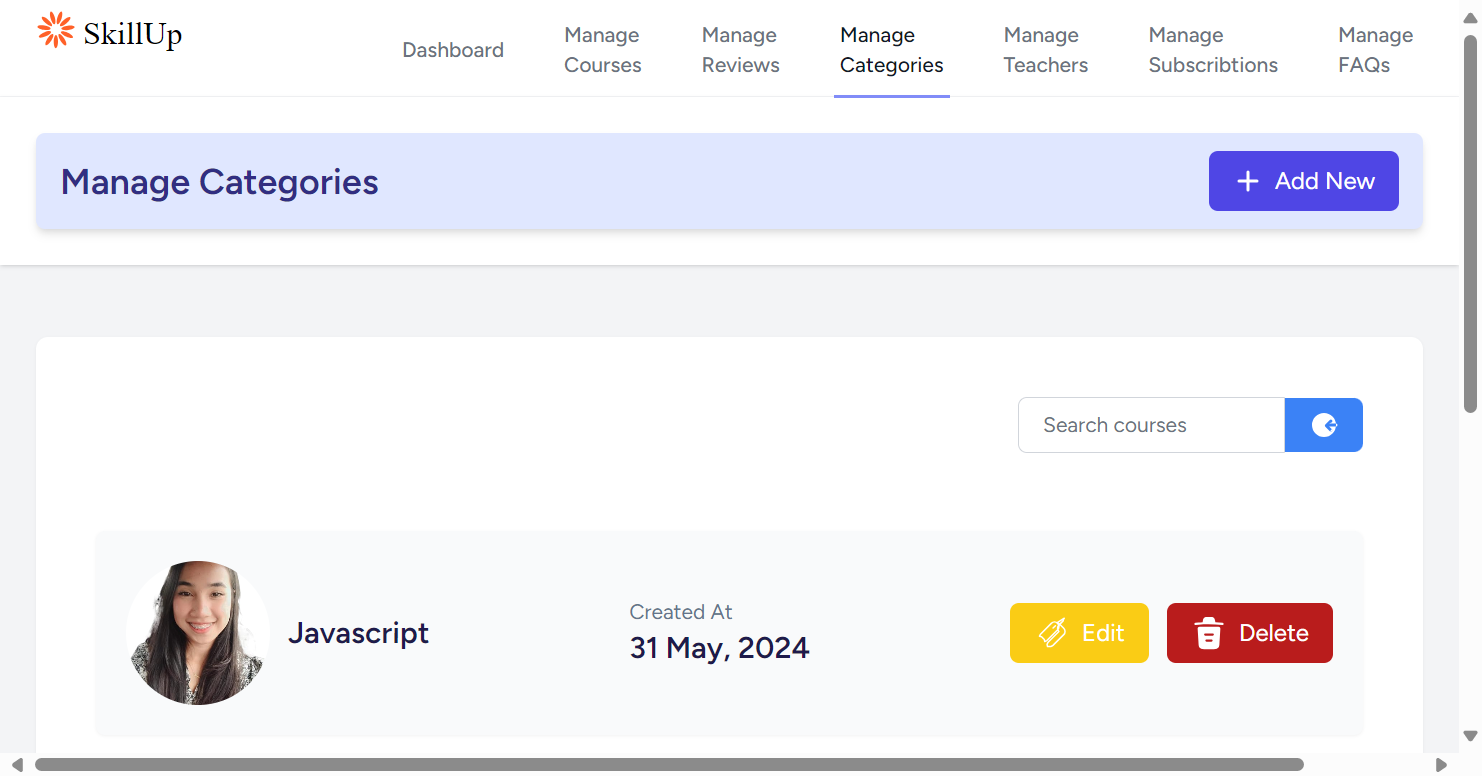 SkillUp
Dashboard
Manage
Courses
Manage
Reviews
Manage
Categories
Manage
Teachers
Manage
Subscribtions
Manage
FAQs
Manage Categories
Add New
Search courses
Javascript
Created At
31 May, 2024
Edit
Delete